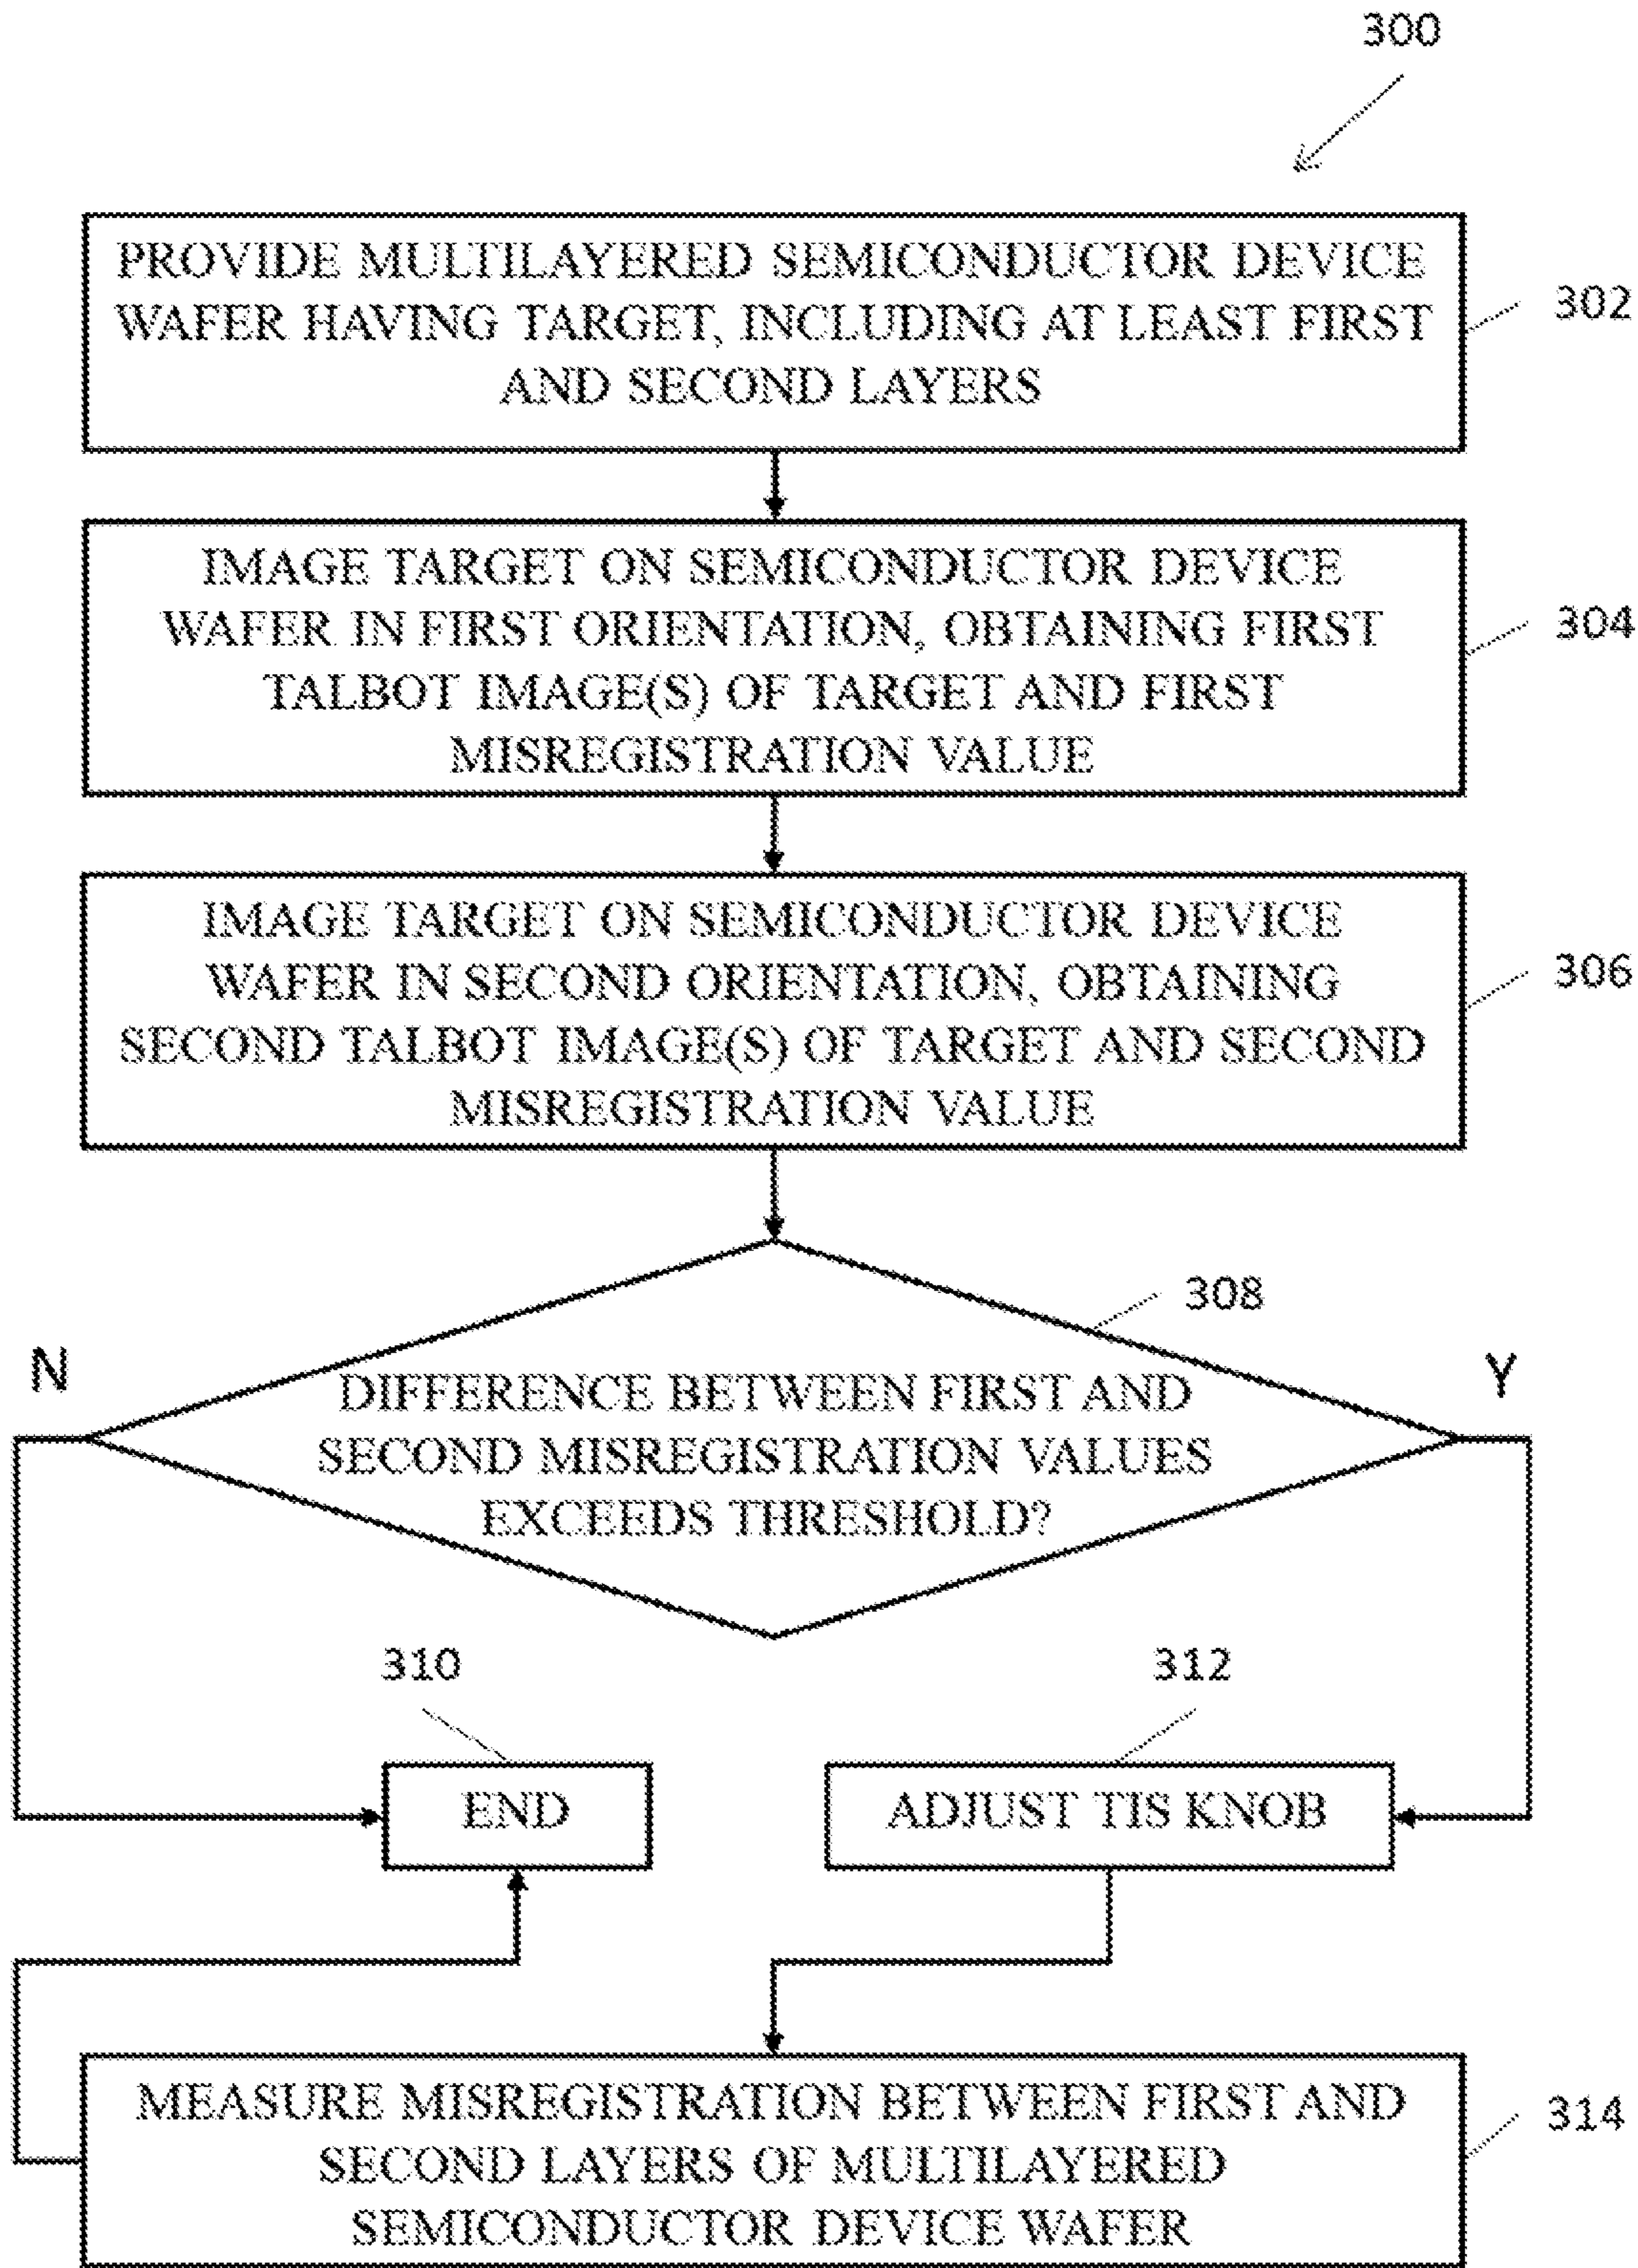 300
PROVIDE MULTILAYERED SEMICONDUCTOR DEVICE
WAFER HAVING TARGET, INCLUDING AT LEAST FIRST
AND SECOND LAYERS
302
IMAGE TARGET ON SEMICONDUCTOR DEVICE
WAFER IN FIRST ORIENTATION, OBTAINING FIRST
TALBOT IMAGE(S) OF TARGET AND FIRST
MISREGISTRATION VALUE
304
IMAGE TARGET ON SEMICONDUCTOR DEVICE
WAFER IN SECOND ORIENTATION, OBTAINING
SECOND TALBOT IMAGE(S) OF TARGET AND SECOND
MISREGISTRATION VALUE
306
308
N
Y
DIFFERENCE BETWEEN FIRST AND
SECOND MISREGISTRATION VALUES
EXCEEDS THRESHOLD?
310
312
END
ADJUST TIS KNOB
MEASURE MISREGISTRATION BETWEEN FIRST AND
SECOND LAYERS OF MULTILAYERED
SEMICONDUCTOR DEVICE WAFER
314